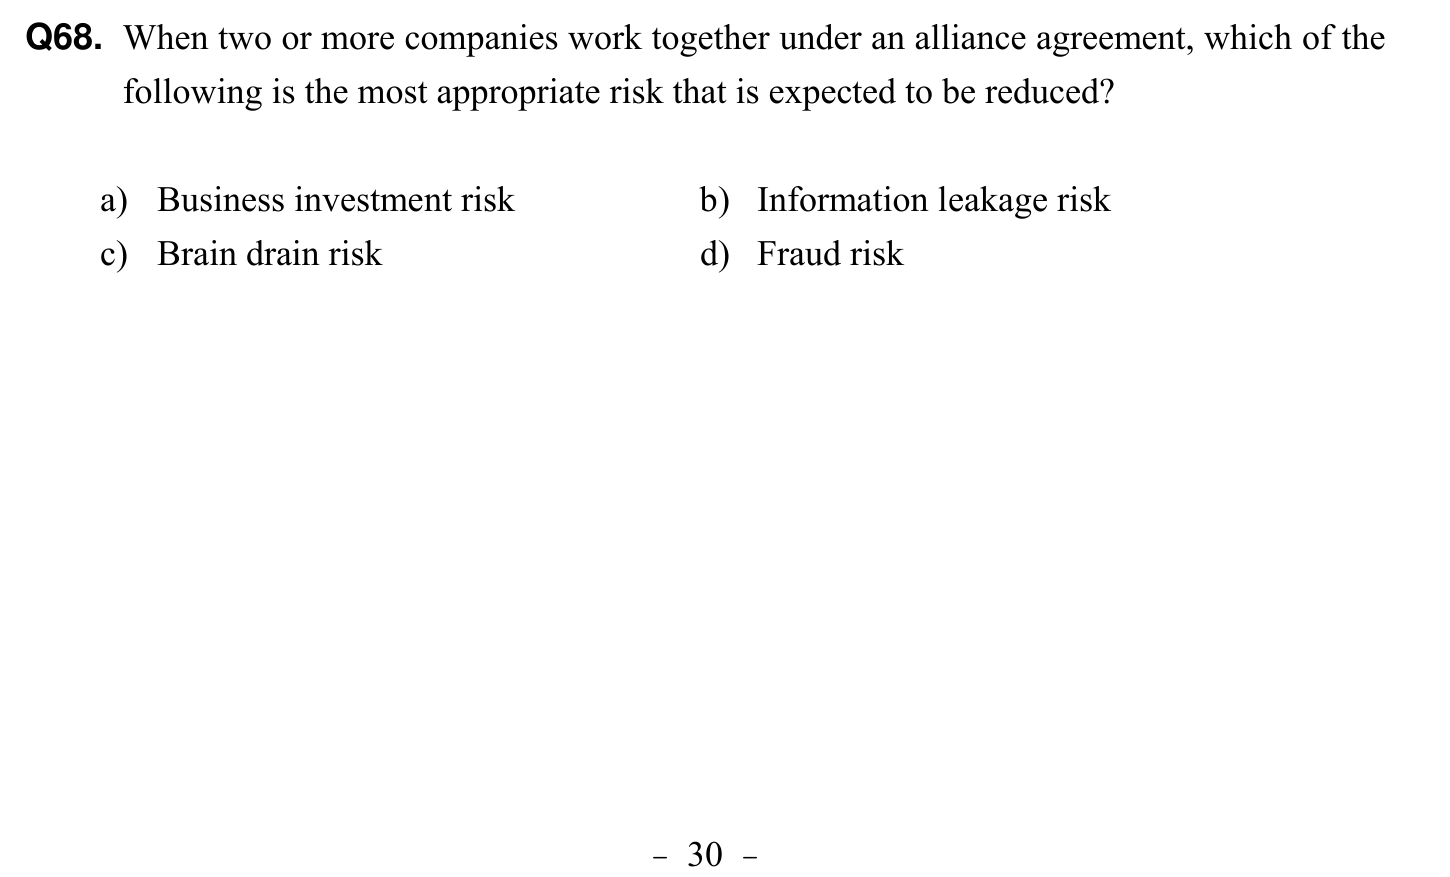 Q68. When two or more companies work together under an alliance agreement, which of the
following is the most appropriate risk that is expected to be reduced?
a) Business investment risk b) Information leakage risk
c) Brain drain risk d) Fraud risk
– 30 –